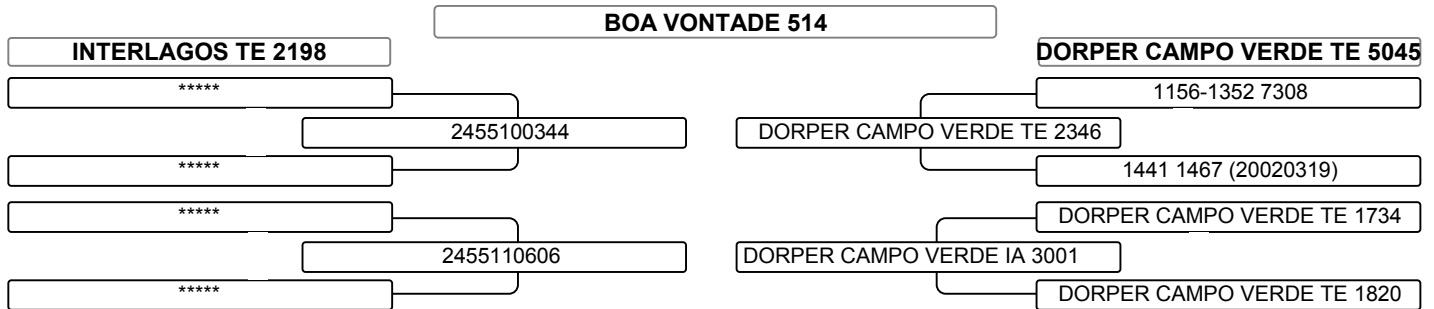 BOA VONTADE 514
INTERLAGOS TE 2198
DORPER CAMPO VERDE TE 5045
*****
1156-1352 7308
2455100344
DORPER CAMPO VERDE TE 2346
*****
1441 1467 (20020319)
*****
DORPER CAMPO VERDE TE 1734
2455110606
DORPER CAMPO VERDE IA 3001
*****
DORPER CAMPO VERDE TE 1820